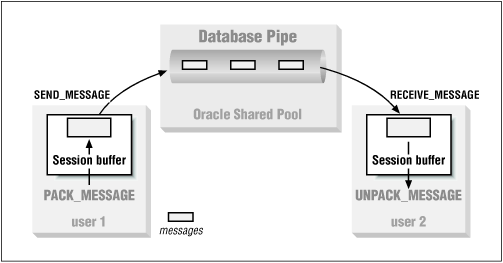 Database Pipe
Oracle Shared Pool
SEND_MESSAGE
RECEIVE_MESSAGE
Session buffer
PACK_MESSAGE
user 1
Session buffer
UNPACK_MESSAGE
user 2
messages